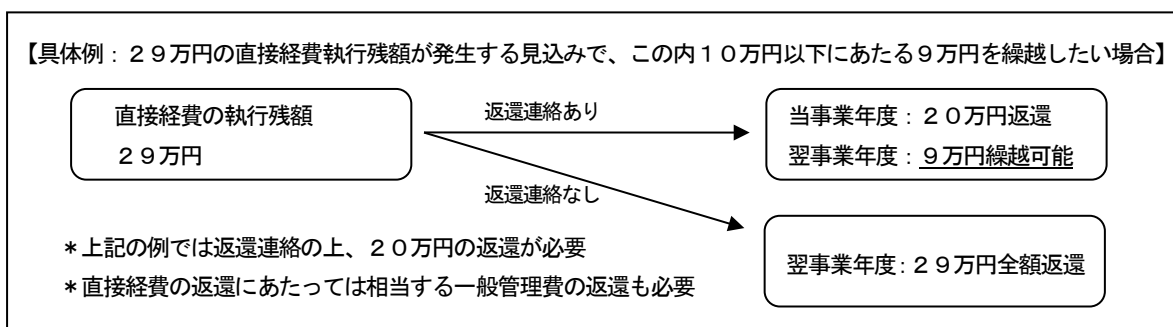 【具体例：２９万円の直接経費執行残額が発生する見込みで、この内１０万円以下にあたる９万円を繰越したい場合】
直接経費の執行残額
２９万円
返還連絡あり
当事業年度：２０万円返還
翌事業年度：９万円繰越可能
返還連絡なし
翌事業年度：２９万円全額返還
＊上記の例では返還連絡の上、２０万円の返還が必要
＊直接経費の返還にあたっては相当する一般管理費の返還も必要